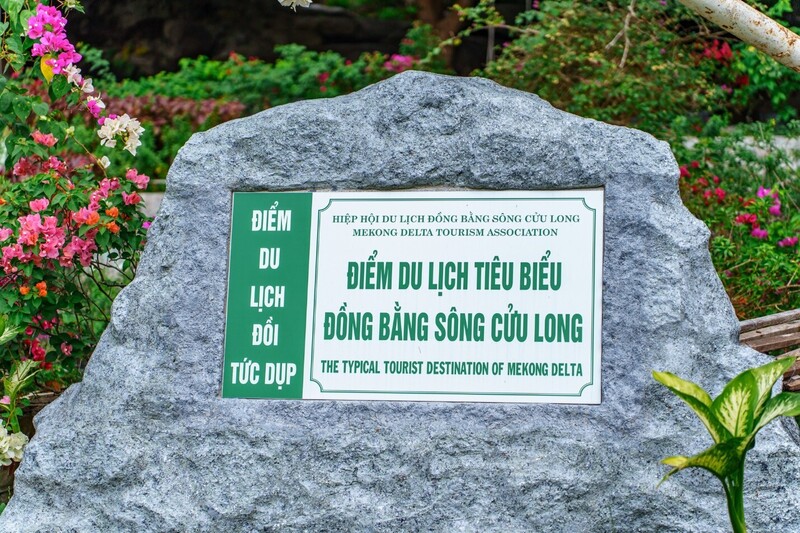 ĐIỂM
DU
LỊCH
ĐỒI
TỨC DỤP
HIỆP HỘI DU LỊCH ĐỒNG BẰNG SÔNG CỬU LONG
MEKONG DELTA TOURISM ASSOCIATION
ĐIỂM DU LỊCH TIÊU BIỂU
ĐỒNG BẰNG SÔNG CỬU LONG
THE TYPICAL TOURIST DESTINATION OF MEKONG DELTA